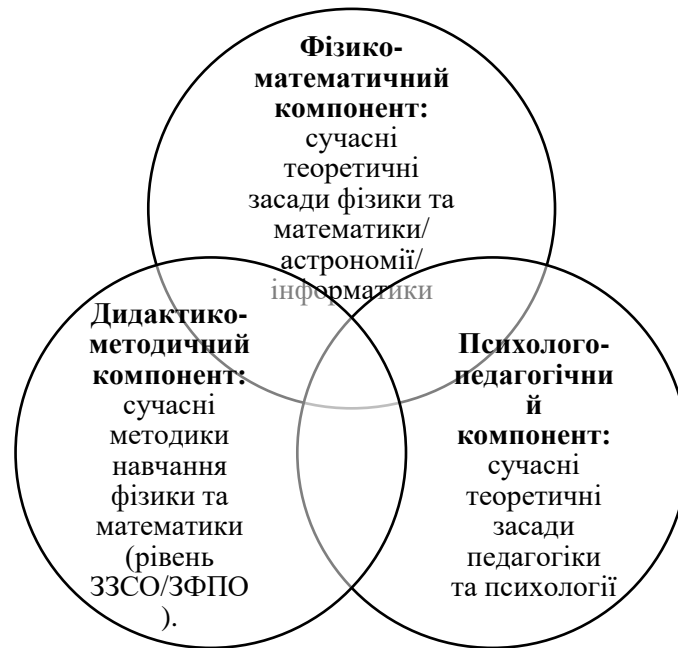 Фізико-
математичний
компонент:
сучасні
теоретичні
засади фізики та
математики/
астрономії/
інформатики
Дидактико-
методичний
компонент:
сучасні
методики
навчання
фізики та
математики
(рівень
ЗЗСО/ЗФПО
).
Психолого-
педагогічни
й
компонент:
сучасні
теоретичні
засади
педагогіки
та психології